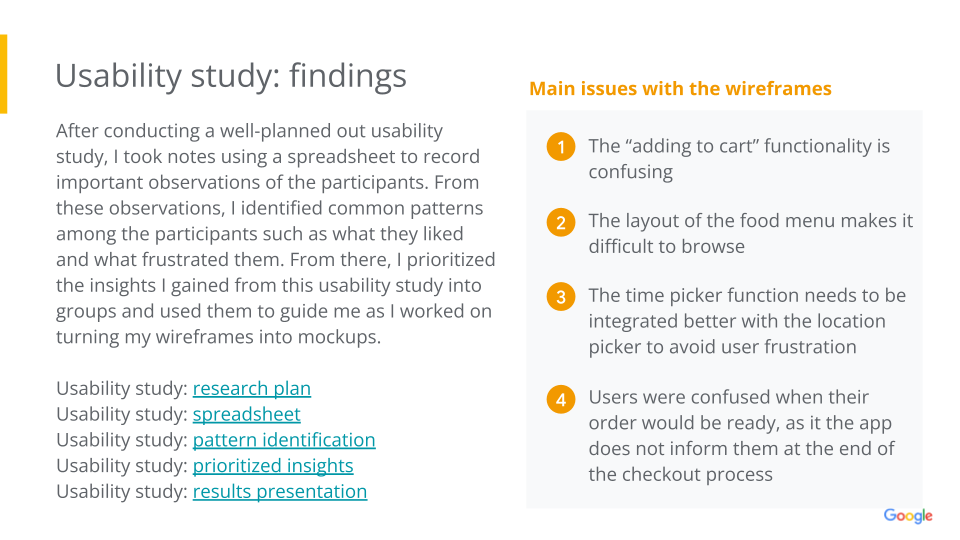 Usability study: findings
After conducting a well-planned out usability
study, I took notes using a spreadsheet to record
important observations of the participants. From
these observations, I identified common patterns
among the participants such as what they liked
and what frustrated them. From there, I prioritized
the insights I gained from this usability study into
groups and used them to guide me as I worked on
turning my wireframes into mockups.
Usability study: research plan
Usability study: spreadsheet
Usability study: pattern identification
Usability study: prioritized insights
Usability study: results presentation
Main issues with the wireframes
1 The “adding to cart” functionality is
confusing
2 The layout of the food menu makes it
difficult to browse
3 The time picker function needs to be
integrated better with the location
picker to avoid user frustration
4 Users were confused when their
order would be ready, as it the app
does not inform them at the end of
the checkout process
Google